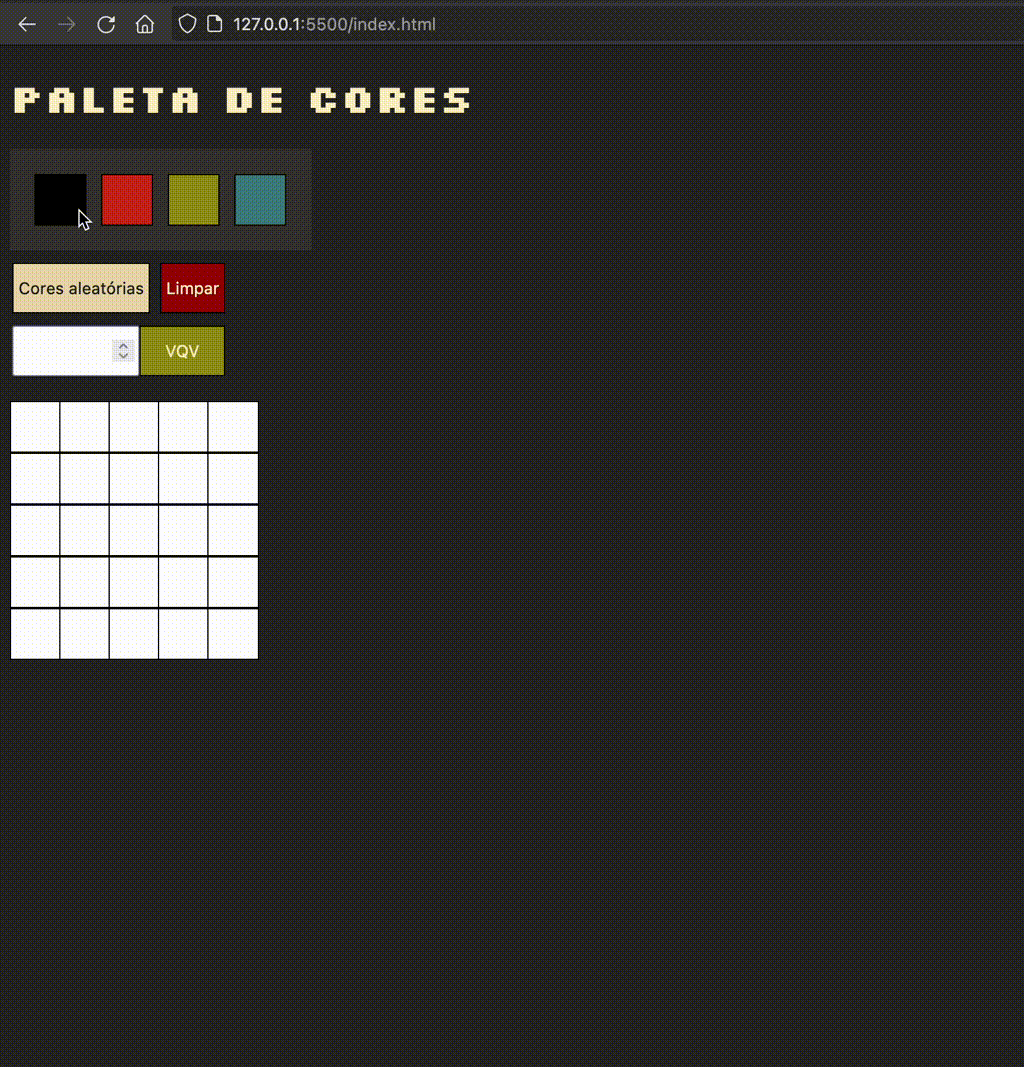 127.0.0.1:5500/index.html
PALETA DE CORES
Cores aleatórias Limpar
VQV